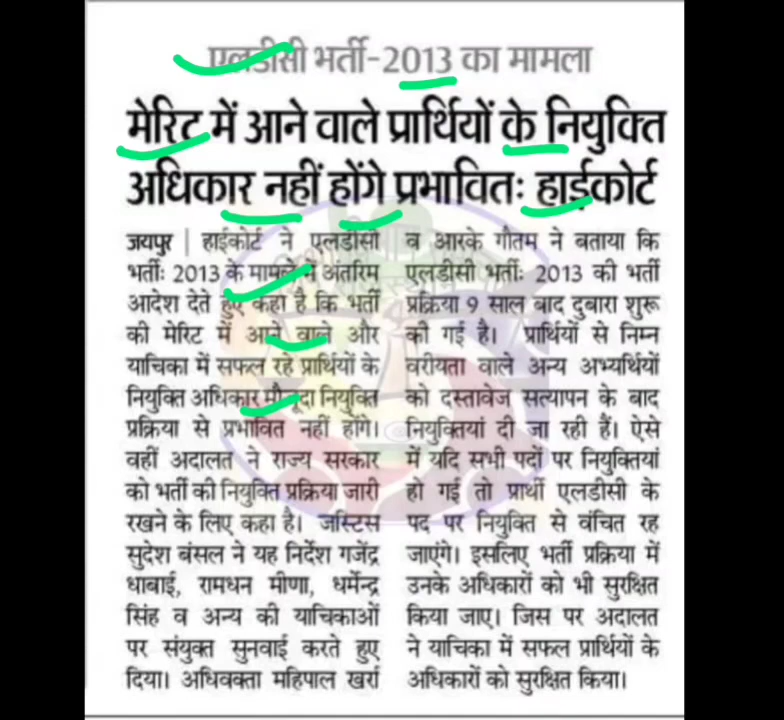 एलडीसी भर्ती-2013 का मामला
मेरिट में आने वाले प्रार्थियों के नियुक्ति
अधिकार नहीं होंगे प्रभावित: हाईकोर्ट
जयपुर | हाईकोर्ट ने एलडीसी
भर्ती: 2013 के मामले में अंतरिम
आदेश देते हुए कहा है कि भर्ती
की मेरिट में आने वाले और
याचिका में सफल रहे प्रार्थियों के
नियुक्ति अधिकार मौजूदा नियुक्ति
प्रक्रिया से प्रभावित नहीं होंगे।
वहीं अदालत ने राज्य सरकार
को भर्ती की नियुक्ति प्रक्रिया जारी
रखने के लिए कहा है। जस्टिस
सुदेश बंसल ने यह निर्देश गजेंद्र
धाबाई, रामधन मीणा, धर्मेन्द्र
सिंह व अन्य की याचिकाओं
पर संयुक्त सुनवाई करते हुए
दिया। अधिवक्ता महिपाल खर्रा
व आरके गौतम ने बताया कि
एलडीसी भर्ती: 2013 की भर्ती
प्रक्रिया 9 साल बाद दुबारा शुरू
की गई है। प्रार्थियों से निम्न
वरीयता वाले अन्य अभ्यर्थियों
को दस्तावेज सत्यापन के बाद
नियुक्तियां दी जा रही हैं। ऐसे
में यदि सभी पदों पर नियुक्तियां
हो गई तो प्रार्थी एलडीसी के
पद पर नियुक्ति से वंचित रह
जाएंगे। इसलिए भर्ती प्रक्रिया में
उनके अधिकारों को भी सुरक्षित
किया जाए। जिस पर अदालत
ने याचिका में सफल प्रार्थियों के
अधिकारों को सुरक्षित किया।